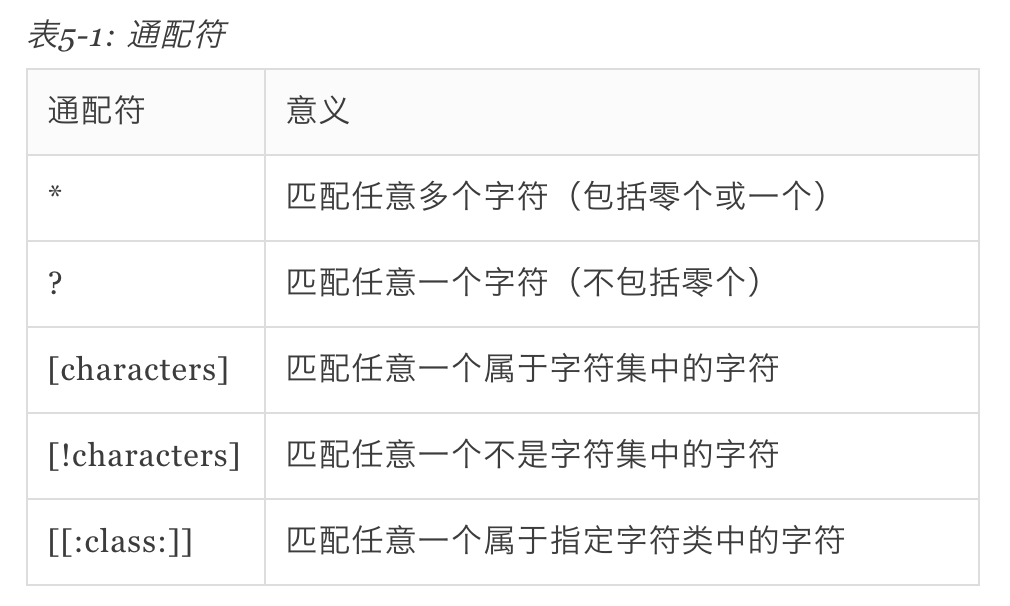 表5-1: 通配符
通配符 意义
* 匹配任意多个字符（包括零个或一个）
? 匹配任意一个字符（不包括零个）
[characters] 匹配任意一个属于字符集中的字符
[!characters] 匹配任意一个不是字符集中的字符
[[:class:]] 匹配任意一个属于指定字符类中的字符